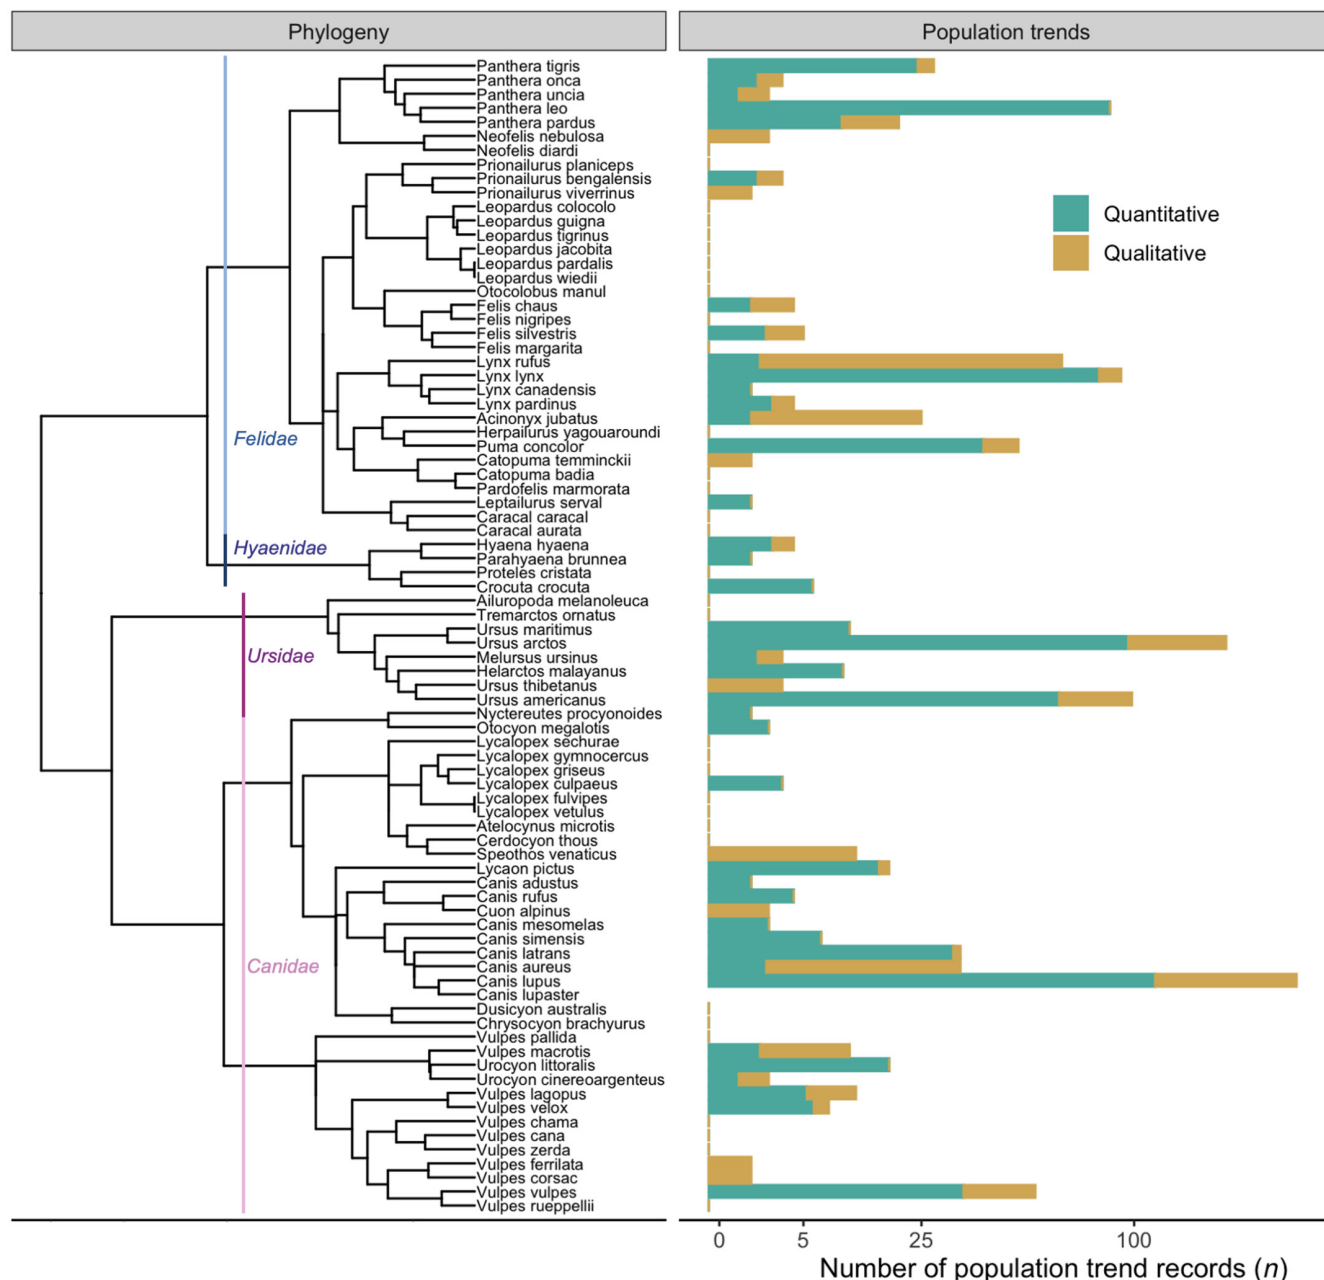 Phylogeny
Population trends
Panthera tigris
Panthera onca
Panthera uncia
Panthera leo
Panthera pardus
Neofelis nebulosa
Neofelis diardi
Prionailurus planiceps
Prionailurus bengalensis
Prionailurus viverrinus
Leopardus colocolo
Leopardus guigna
Leopardus tigrinus
Leopardus jacobita
Leopardus pardalis
Leopardus wiedii
Otocolobus manul
Felis chaus
Felis nigripes
Felis silvestris
Felis margarita
Lynx rufus
Lynx lynx
Lynx canadensis
Lynx pardinus
Acinonyx jubatus
Herpailurus yagouaroundi
Puma concolor
Catopuma temminckii
Catopuma badia
Pardofelis marmorata
Leptailurus serval
Caracal caracal
Caracal aurata
Hyaena hyaena
Parahyaena brunnea
Proteles cristata
Crocuta crocuta
Ailuropoda melanoleuca
Tremarctos ornatus
Ursus maritimus
Ursus arctos
Melursus ursinus
Helarctos malayanus
Ursus thibetanus
Ursus americanus
Nyctereutes procyonoides
Otocyon megalotis
Lycalopex sechurae
Lycalopex gymnocercus
Lycalopex griseus
Lycalopex culpaeus
Lycalopex fulvipes
Lycalopex vetulus
Atelocynus microtis
Cerdocyon thous
Speothos venaticus
Lycaon pictus
Canis adustus
Canis rufus
Cuon alpinus
Canis mesomelas
Canis simensis
Canis latrans
Canis aureus
Canis lupus
Canis lupaster
Dusicyon australis
Chrysocyon brachyurus
Vulpes pallida
Vulpes macrotis
Urocyon littoralis
Urocyon cinereoargenteus
Vulpes lagopus
Vulpes velox
Vulpes chama
Vulpes cana
Vulpes zerda
Vulpes ferrilata
Vulpes corsac
Vulpes vulpes
Vulpes rueppellii
Felidae
Hyaenidae
Ursidae
Canidae
Quantitative
Qualitative
0 5 25 100
Number of population trend records (n)